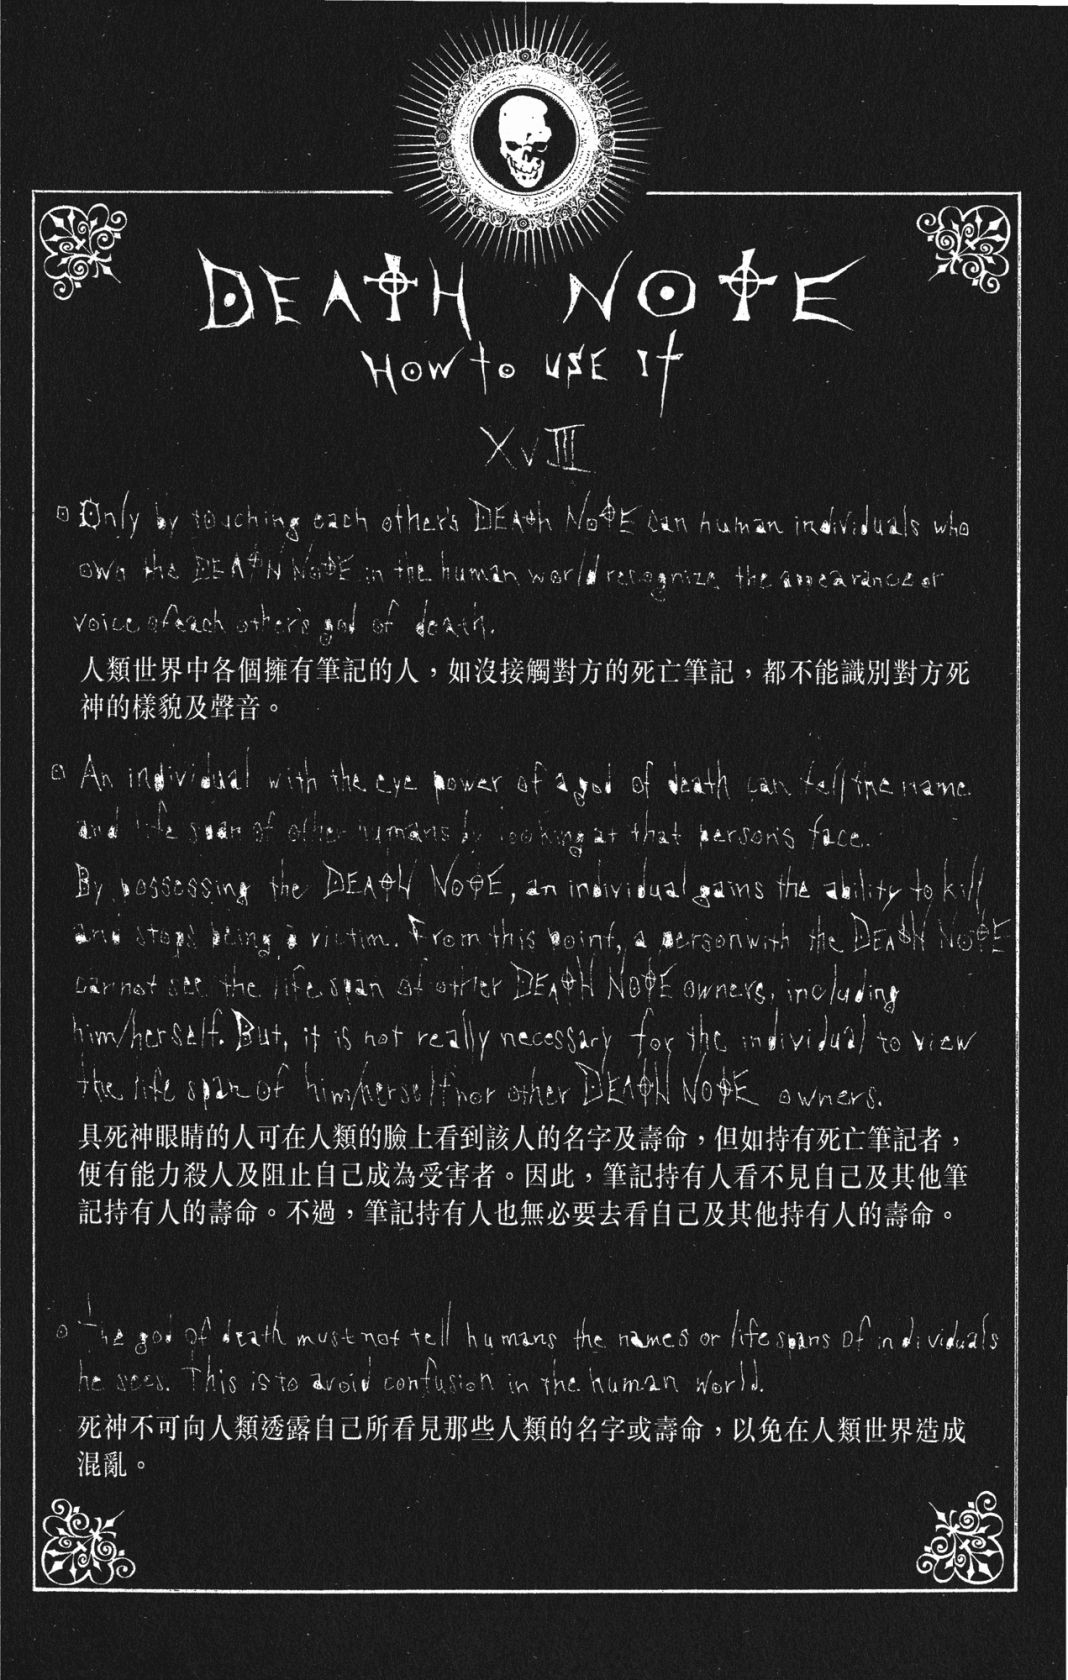 DEATH NOTE
How to use it
XVIII
Only by touching each other's DEATH NOTE can human individuals who
own the DEATH NOTE in the human world recognize the appearance or
voice of each other's god of death.
人類世界中各個擁有筆記的人，如沒接觸對方的死亡筆記，都不能識別對方死
神的樣貌及聲音。
An individual with the eye power of a god of death can tell the name
and life span of other humans by looking at that person's face.
By possessing the DEATH NOTE, an individual gains the ability to kill
and stops being a victim. From this point, a person with the DEATH NOTE
cannot see the life span of other DEATH NOTE owners, including
him/herself. But, it is not really necessary for the individual to view
the life span of him/herself nor other DEATH NOTE owners.
具死神眼睛的人可在人類的臉上看到該人的名字及壽命，但如持有死亡筆記者，
便有能力殺人及阻止自己成為受害者。因此，筆記持有人看不見自己及其他筆
記持有人的壽命。不過，筆記持有人也無必要去看自己及其他持有人的壽命。
The god of death must not tell humans the names or life spans of individuals
he sees. This is to avoid confusion in the human world.
死神不可向人類透露自己所看見那些人類的名字或壽命，以免在人類世界造成
混亂。